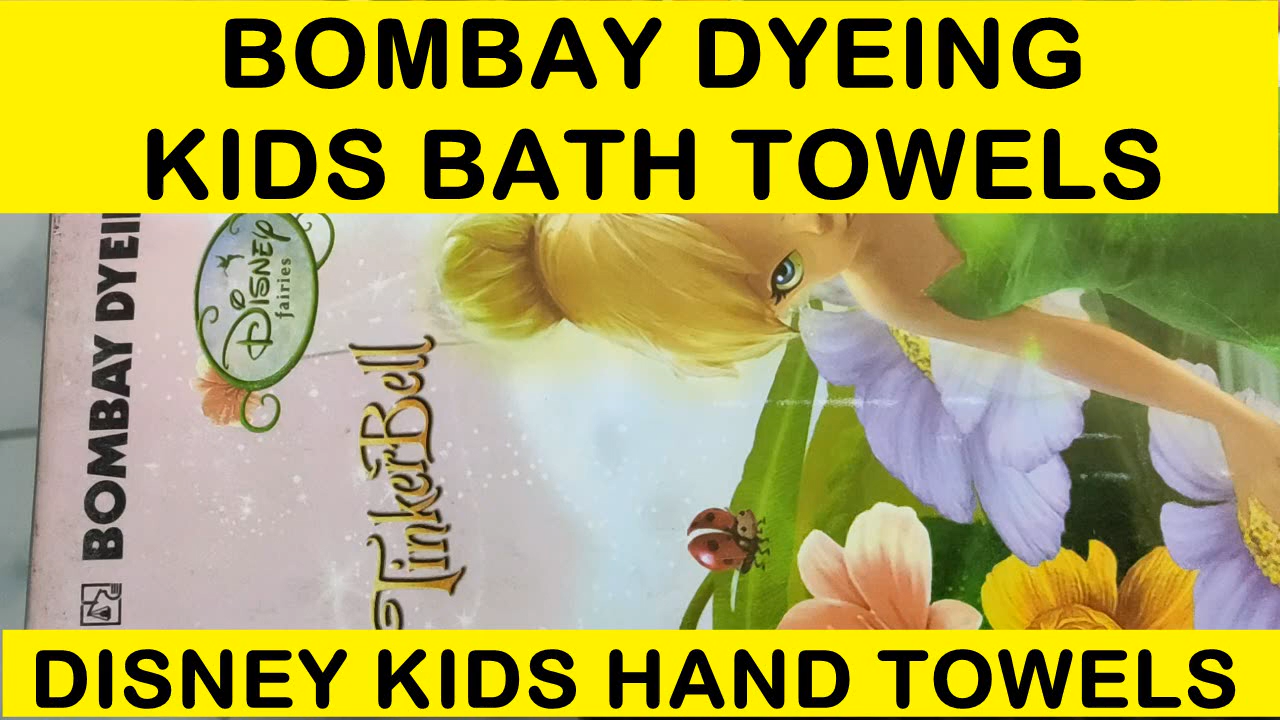 BOMBAY DYEING
KIDS BATH TOWELS
BOMBAY DYEI
DISNEY
fairies
TinkerBell
DISNEY KIDS HAND TOWELS